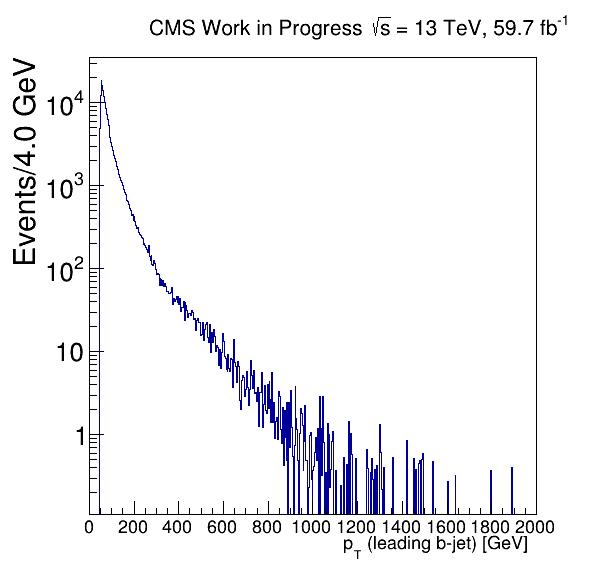 CMS Work in Progress √s = 13 TeV, 59.7 fb⁻¹
Events/4.0 GeV
10⁴
10³
10²
10
1
0 200 400 600 800 1000 1200 1400 1600 1800 2000
p_T (leading b-jet) [GeV]